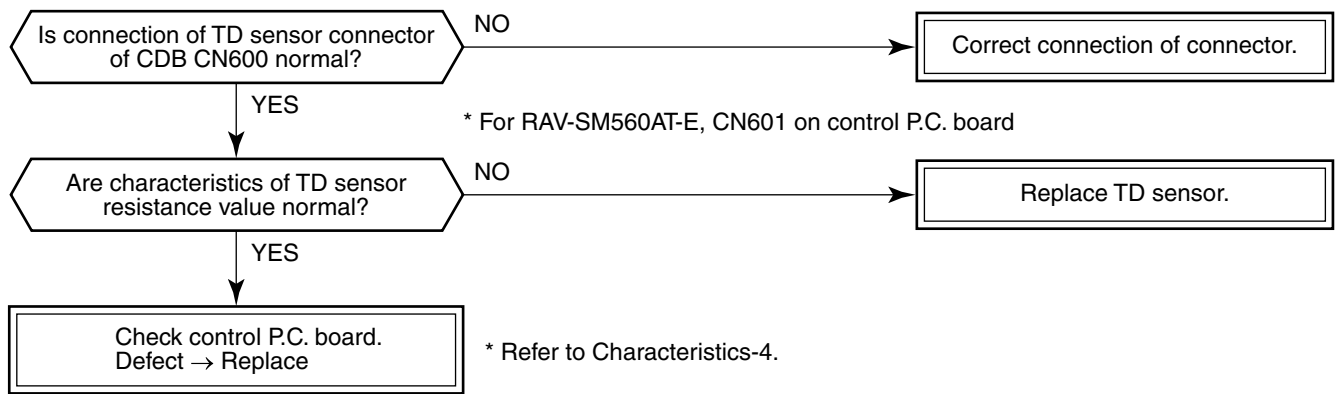 Is connection of TD sensor connector
of CDB CN600 normal?
NO
Correct connection of connector.
YES
* For RAV-SM560AT-E, CN601 on control P.C. board
Are characteristics of TD sensor
resistance value normal?
NO
Replace TD sensor.
YES
Check control P.C. board.
Defect → Replace
* Refer to Characteristics-4.